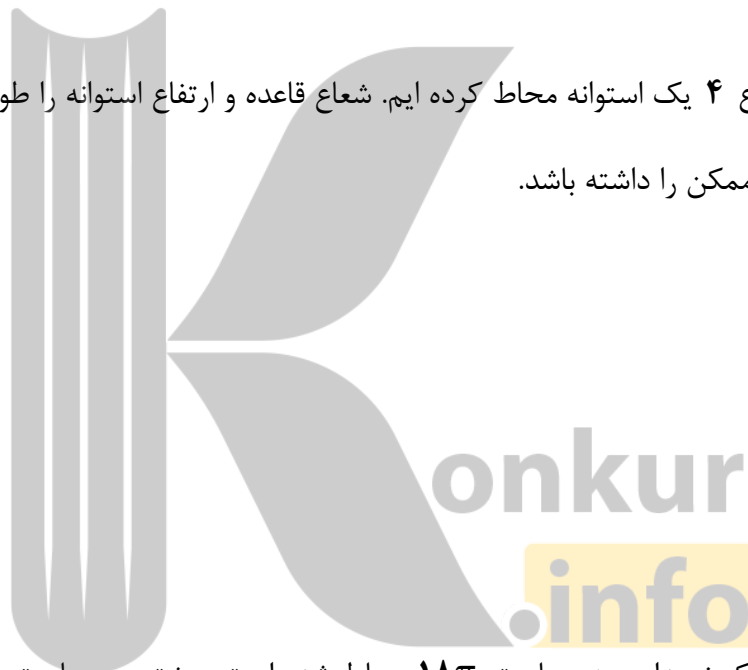 ع ۴ یک استوانه محاط کرده ایم. شعاع قاعده و ارتفاع استوانه را طو
ممکن را داشته باشد.
onkur
.info